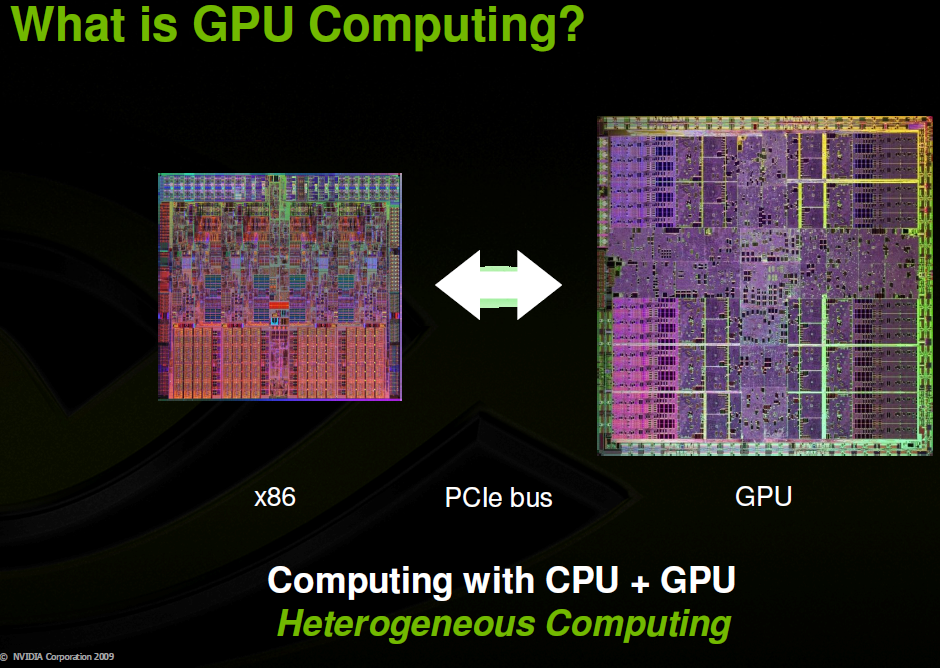 What is GPU Computing?
x86
PCIe bus
GPU
Computing with CPU + GPU
Heterogeneous Computing
© NVIDIA Corporation 2009